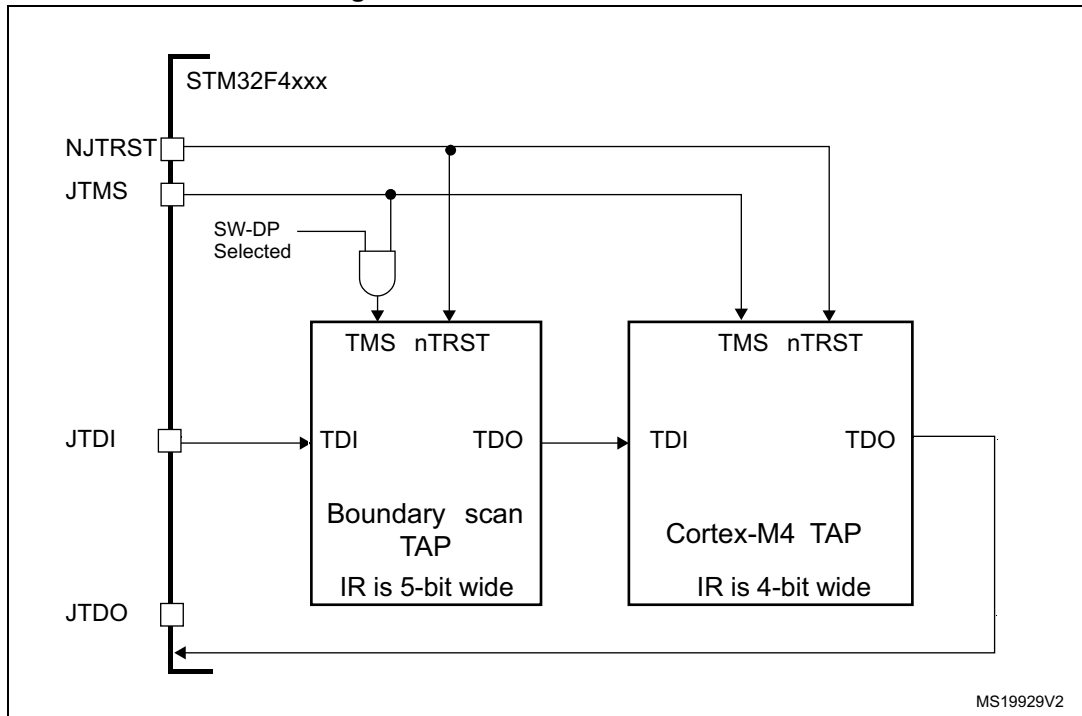 STM32F4xxx
NJTRST
JTMS
SW-DP
Selected
TMS nTRST
TMS nTRST
JTDI
TDI
TDO
TDI
TDO
Boundary scan
TAP
Cortex-M4 TAP
IR is 5-bit wide
IR is 4-bit wide
JTDO
MS19929V2